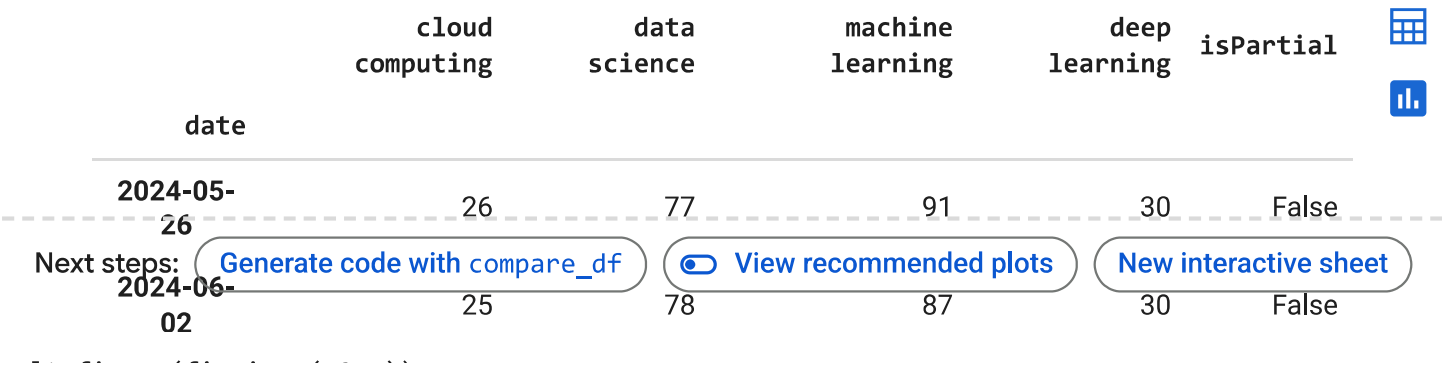 cloud data machine deep isPartial
computing science learning learning
date
2024-05-
26 26 77 91 30 False
Next steps: Generate code with compare_df View recommended plots New interactive sheet
2024-06-
02 25 78 87 30 False